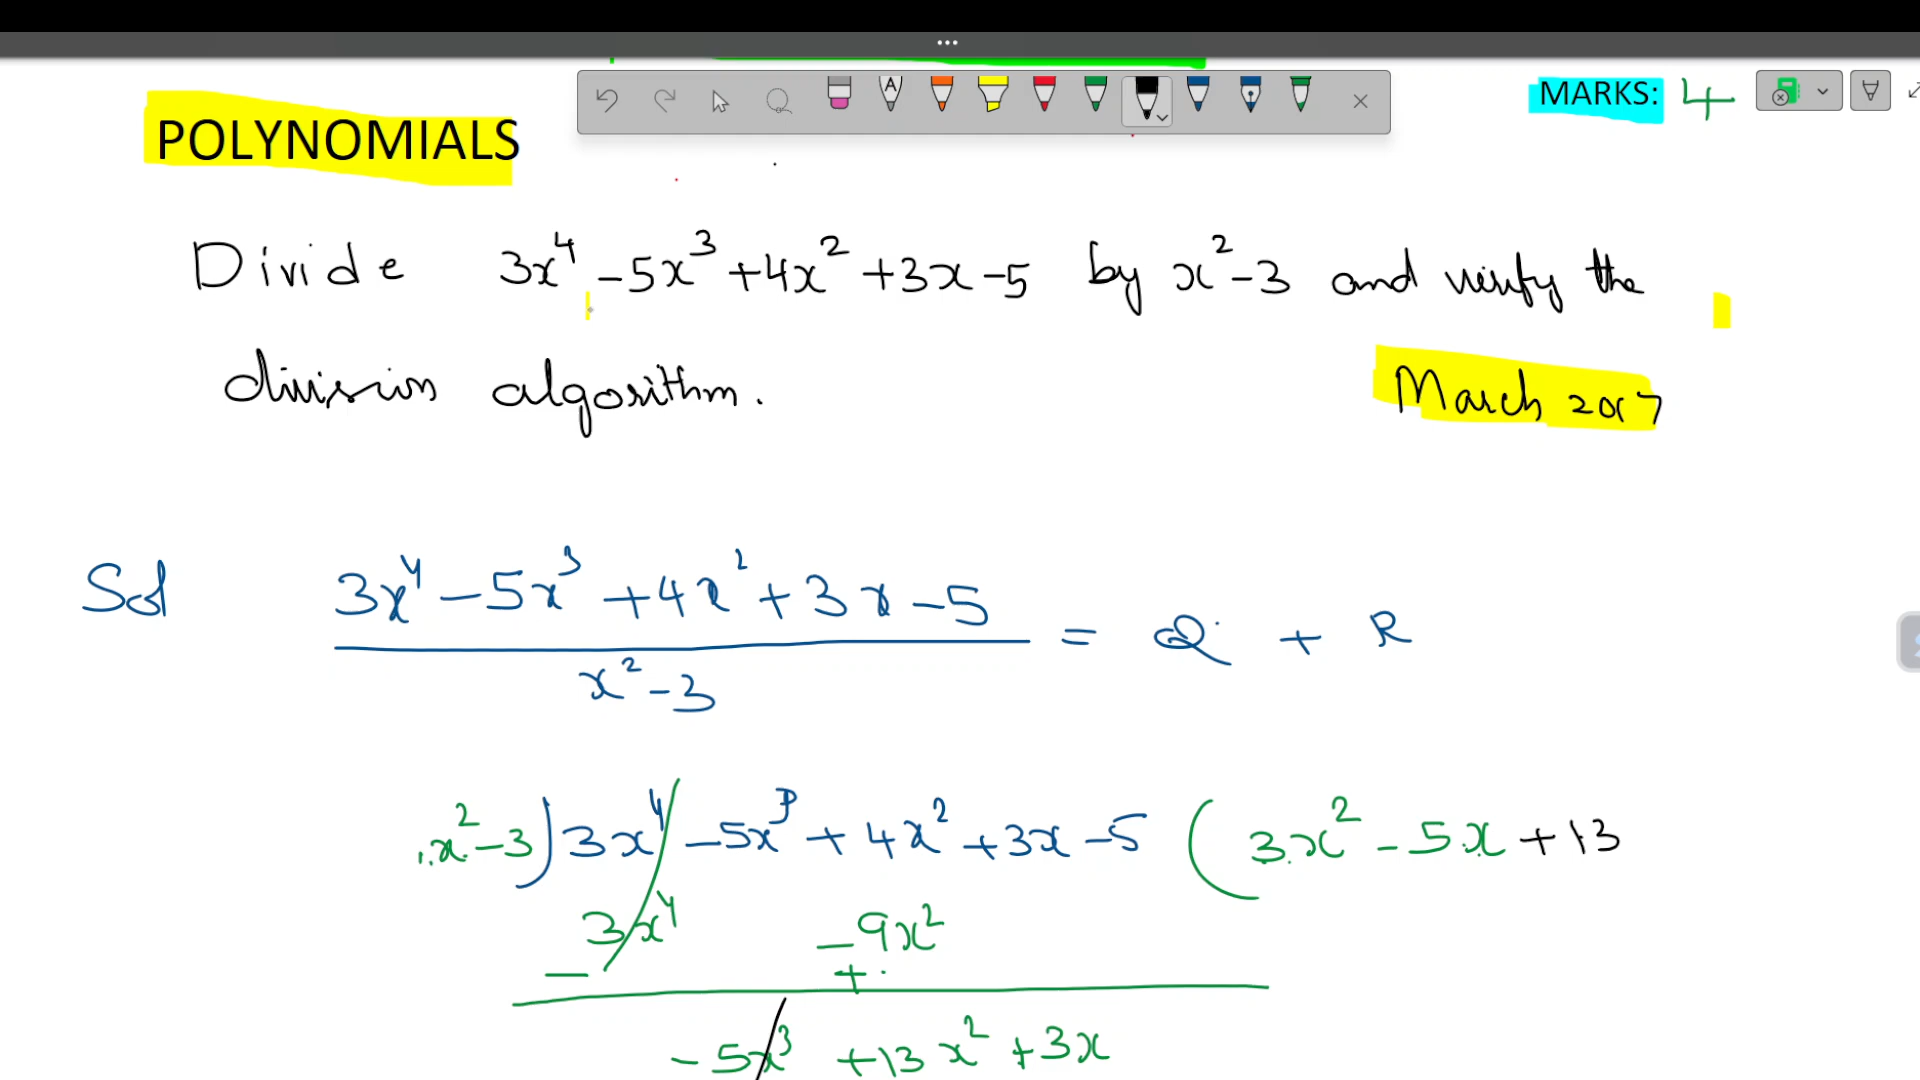 MARKS: 4
POLYNOMIALS
Divide 3x⁴ -5x³ +4x² +3x -5 by x² -3 and verify the
division algorithm.
March 2017
Sol 3x⁴ - 5x³ + 4x² + 3x - 5
= Q + R
x² - 3
x² - 3 ) 3x⁴ - 5x³ + 4x² + 3x - 5 ( 3x² - 5x + 13
3x⁴ - 9x²
- +
- 5x³ + 13x² + 3x